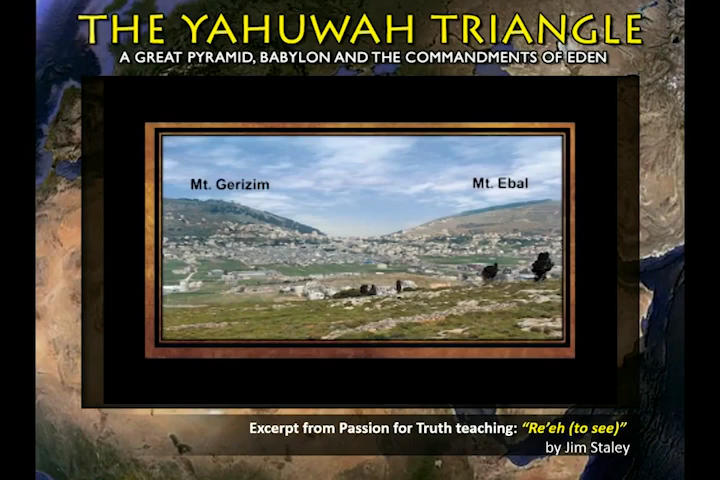 THE YAHUWAH TRIANGLE
A GREAT PYRAMID, BABYLON AND THE COMMANDMENTS OF EDEN
Mt. Gerizim
Mt. Ebal
Excerpt from Passion for Truth teaching: “Re’eh (to see)”
by Jim Staley